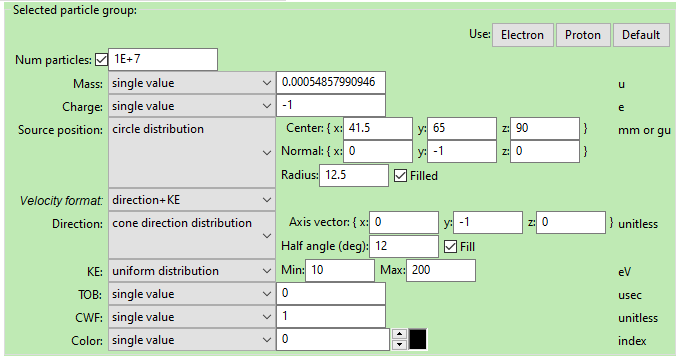 Selected particle group:
Use: Electron Proton Default
Num particles: 1E+7
Mass: single value 0.00054857990946 u
Charge: single value -1 e
Source position: circle distribution Center: { x: 41.5 y: 65 z: 90 } mm or gu
Normal: { x: 0 y: -1 z: 0 }
Radius: 12.5 Filled
Velocity format: direction+KE
Direction: cone direction distribution Axis vector: { x: 0 y: -1 z: 0 } unitless
Half angle (deg): 12 Fill
KE: uniform distribution Min: 10 Max: 200 eV
TOB: single value 0 usec
CWF: single value 1 unitless
Color: single value 0 index